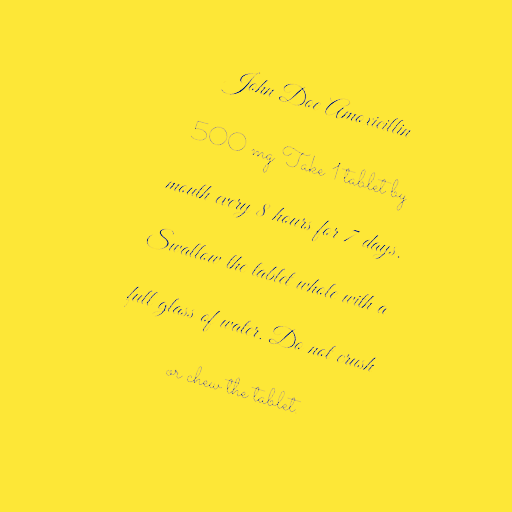 John Doe Amoxicillin
500 mg Take 1 tablet by
mouth every 8 hours for 7 days.
Swallow the tablet whole with a
full glass of water. Do not crush
or chew the tablet